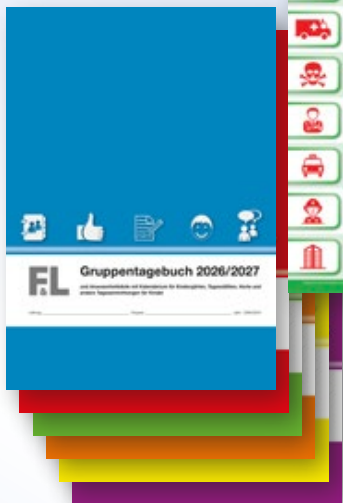 F&L
Gruppentagebuch 2026/2027
und Anwesenheitsliste mit Kalendarium für Kindergärten, Tagesstätten, Horte und
andere Tageseinrichtungen für Kinder